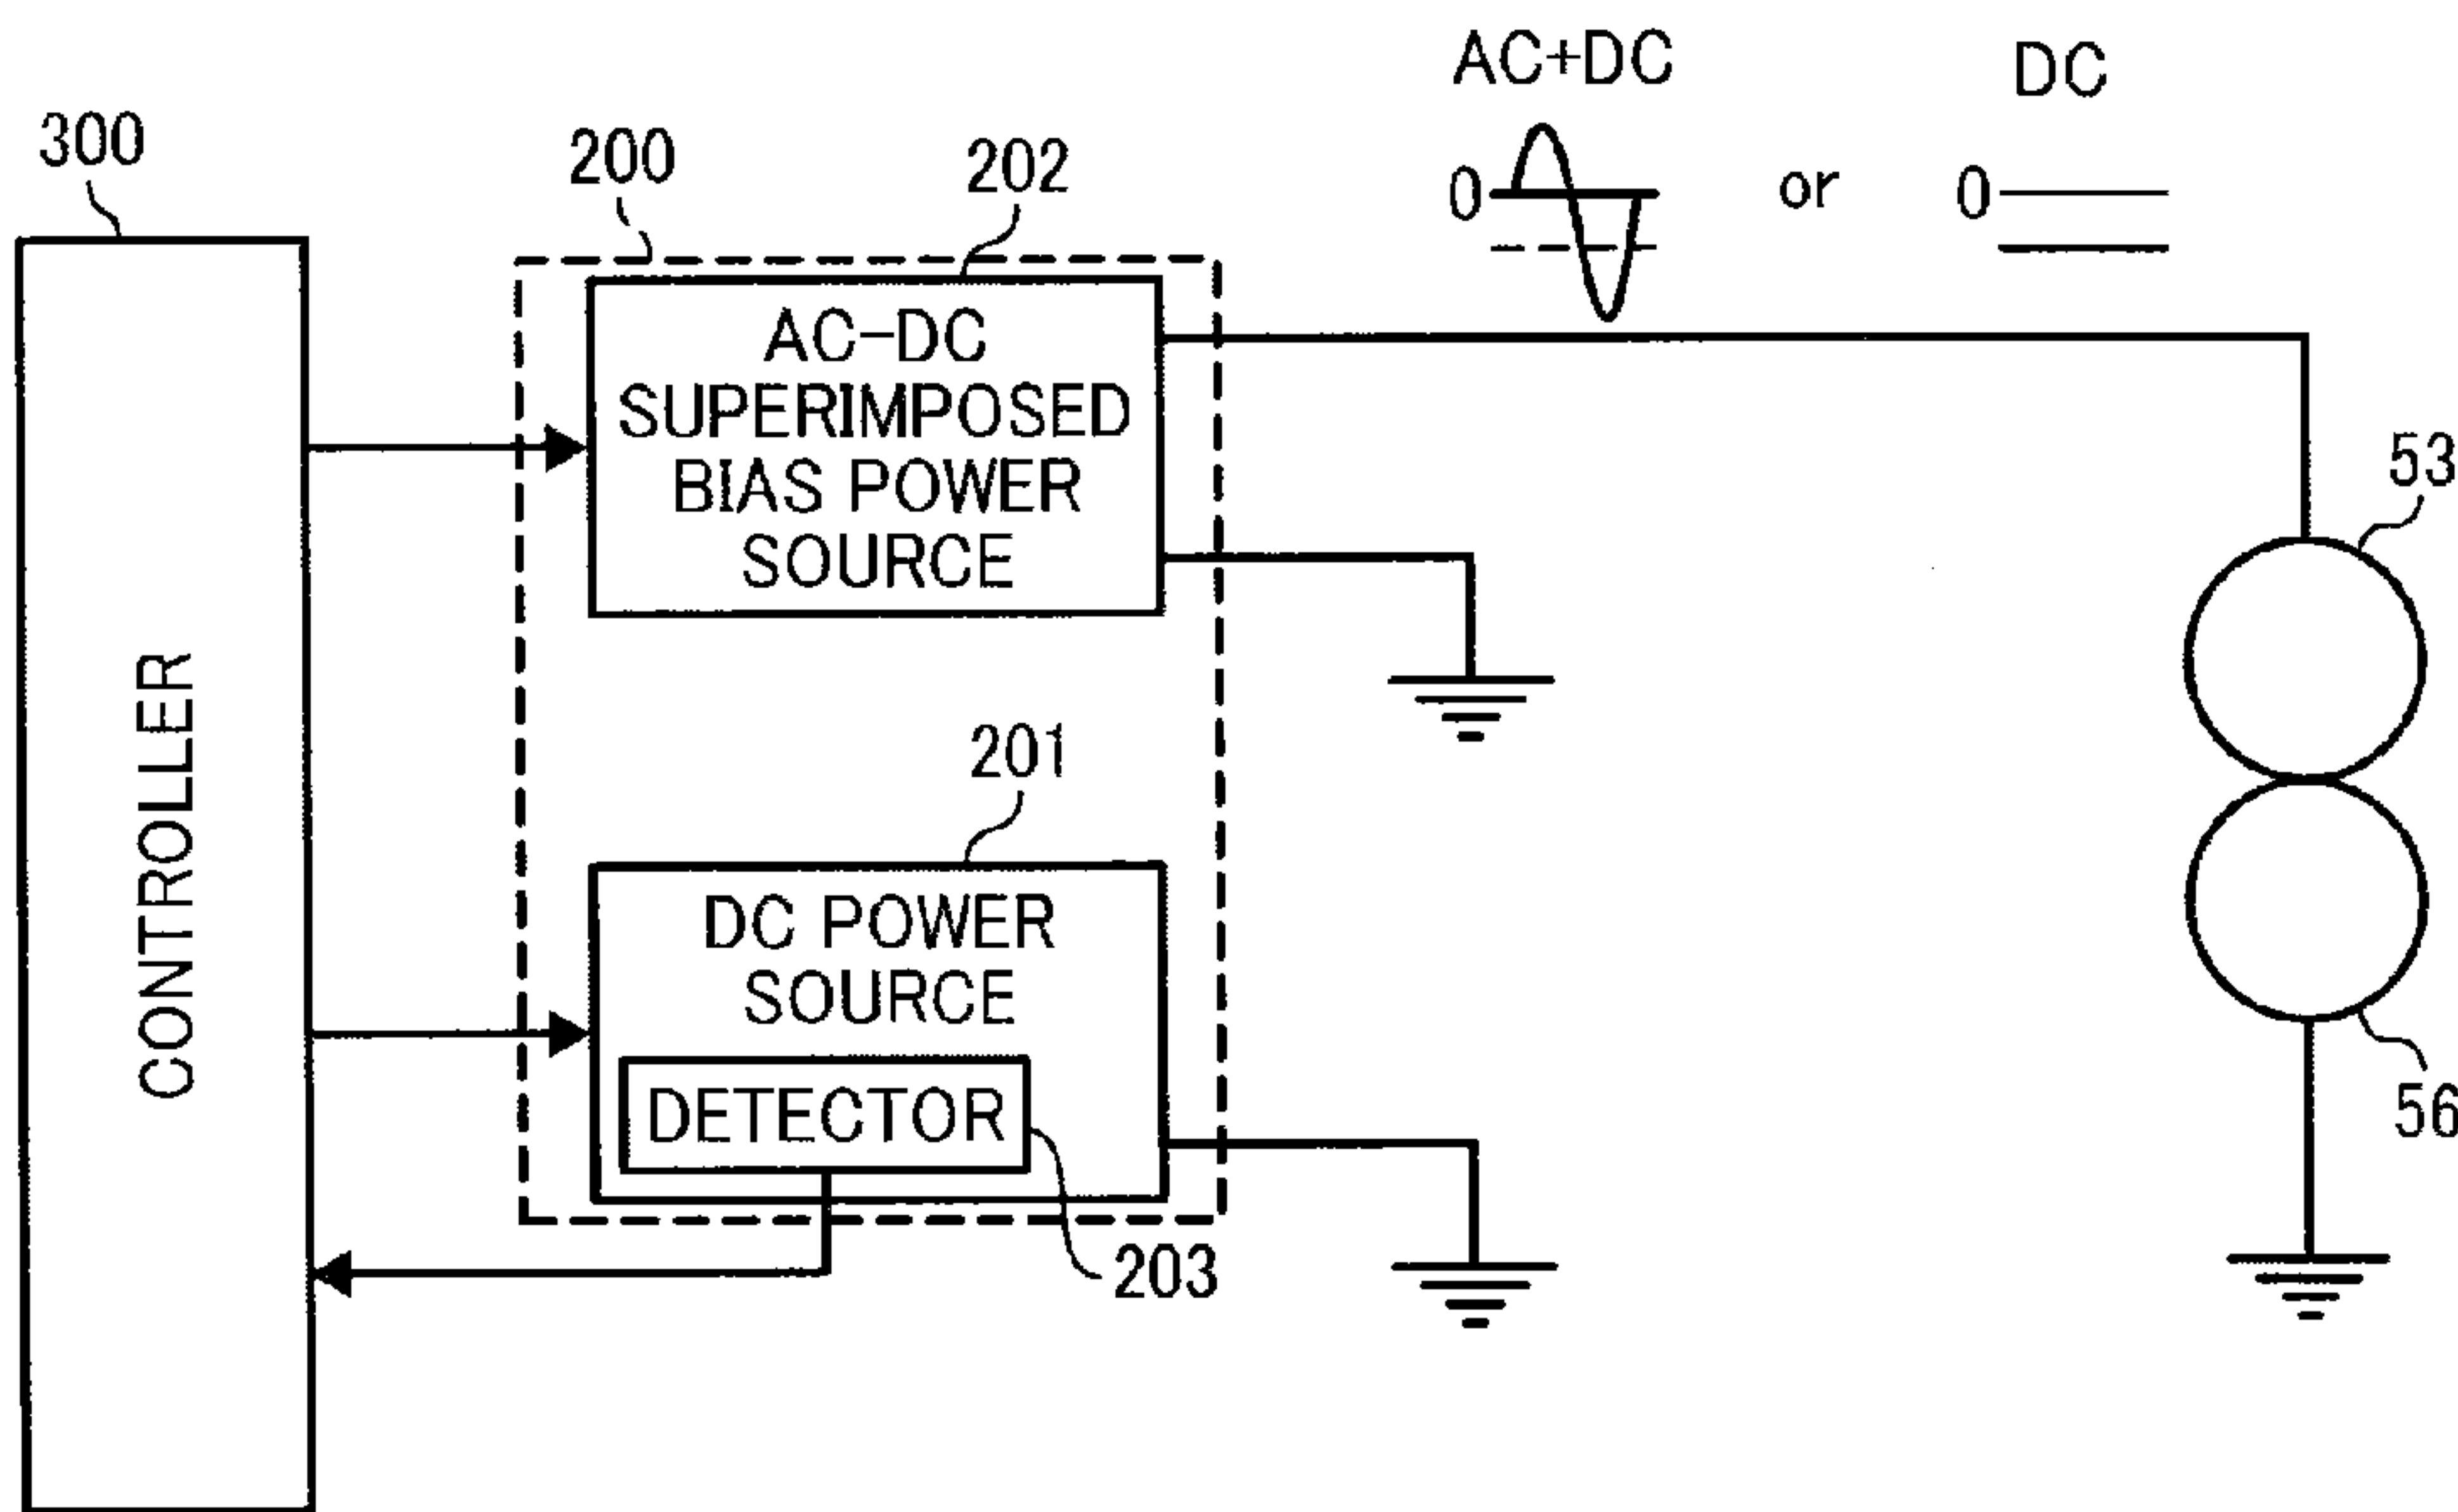 AC+DC
DC
300
200
202
0
or
0
AC-DC
SUPERIMPOSED
BIAS POWER
SOURCE
53
CONTROLLER
201
DC POWER
SOURCE
DETECTOR
56
203